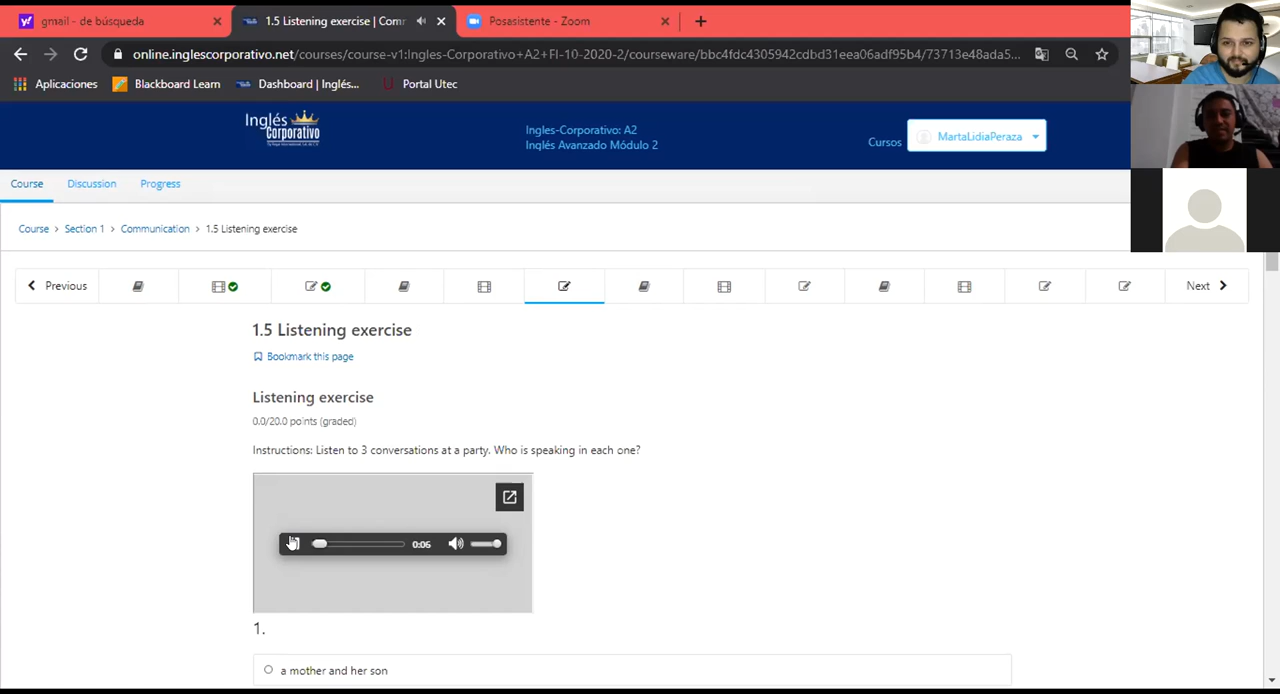 gmail - de búsqueda
1.5 Listening exercise | Comr
Posasistente - Zoom
online.inglescorporativo.net/courses/course-v1:Ingles-Corporativo+A2+FI-10-2020-2/courseware/bbc4fdc4305942cdbd31eea06adf95b4/73713e48ada5...
Aplicaciones
Blackboard Learn
Dashboard | Inglés...
Portal Utec
Inglés
Corporativo
Ingles-Corporativo: A2
Inglés Avanzado Módulo 2
Cursos
MartaLidiaPeraza
Course
Discussion
Progress
Course > Section 1 > Communication > 1.5 Listening exercise
Previous
Next
1.5 Listening exercise
Bookmark this page
Listening exercise
0.0/20.0 points (graded)
Instructions: Listen to 3 conversations at a party. Who is speaking in each one?
0:06
1.
a mother and her son